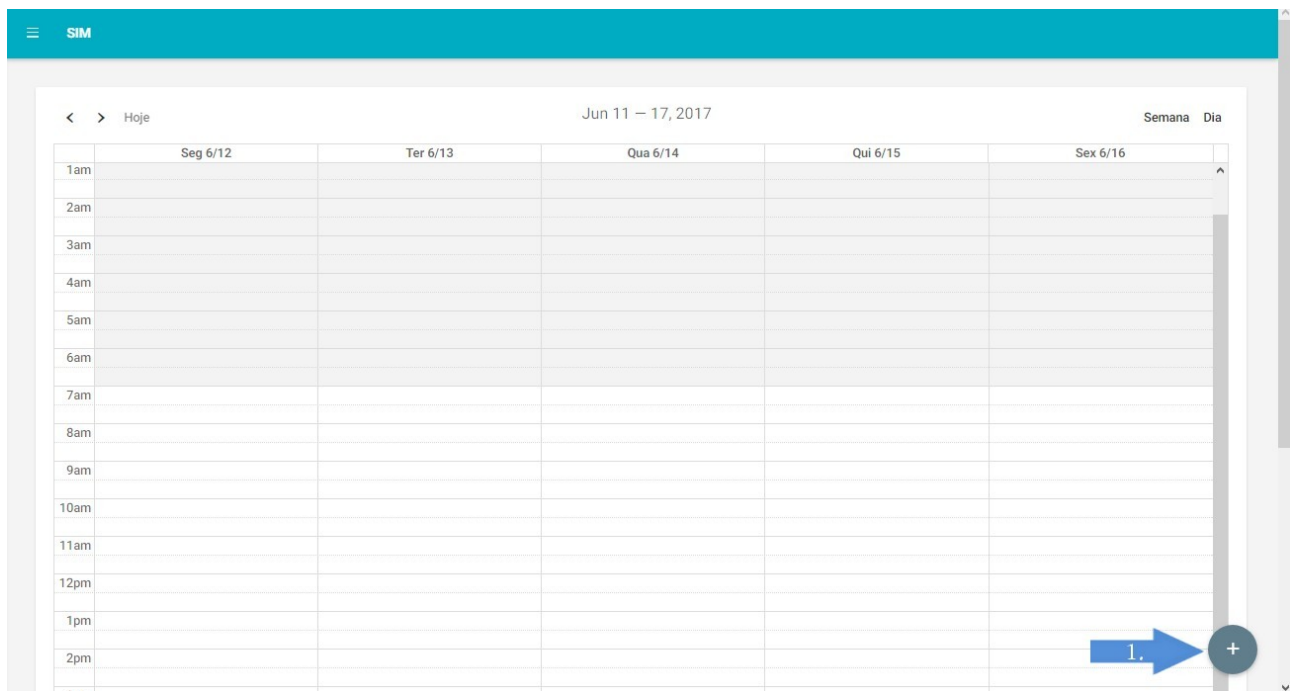 SIM
Hoje
Jun 11 — 17, 2017
Semana Dia
Seg 6/12 Ter 6/13 Qua 6/14 Qui 6/15 Sex 6/16
1am
2am
3am
4am
5am
6am
7am
8am
9am
10am
11am
12pm
1pm
2pm
1.
+